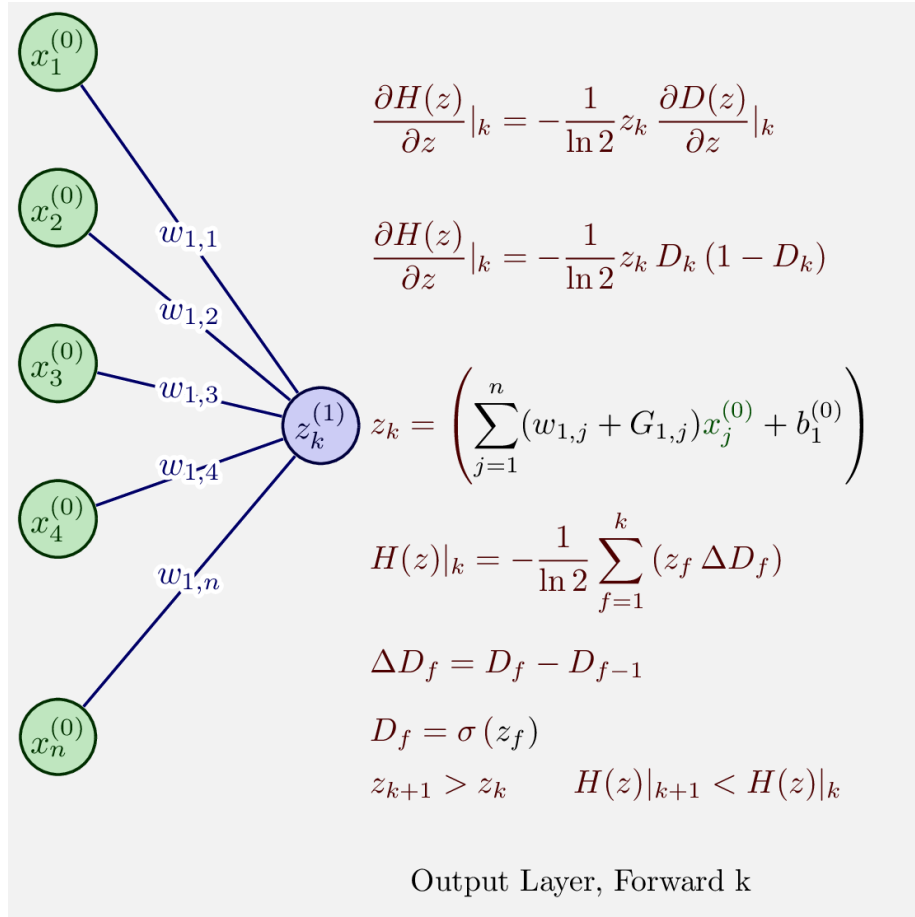 x_1^{(0)}
x_2^{(0)}
x_3^{(0)}
x_4^{(0)}
x_n^{(0)}
w_{1,1}
w_{1,2}
w_{1,3}
w_{1,4}
w_{1,n}
z_k^{(1)}
\frac{\partial H(z)}{\partial z}|_k = -\frac{1}{\ln 2} z_k \frac{\partial D(z)}{\partial z}|_k
\frac{\partial H(z)}{\partial z}|_k = -\frac{1}{\ln 2} z_k D_k (1 - D_k)
z_k = \left( \sum_{j=1}^{n} (w_{1,j} + G_{1,j}) x_j^{(0)} + b_1^{(0)} \right)
H(z)|_k = -\frac{1}{\ln 2} \sum_{f=1}^{k} (z_f \Delta D_f)
\Delta D_f = D_f - D_{f-1}
D_f = \sigma (z_f)
z_{k+1} > z_k H(z)|_{k+1} < H(z)|_k
Output Layer, Forward k